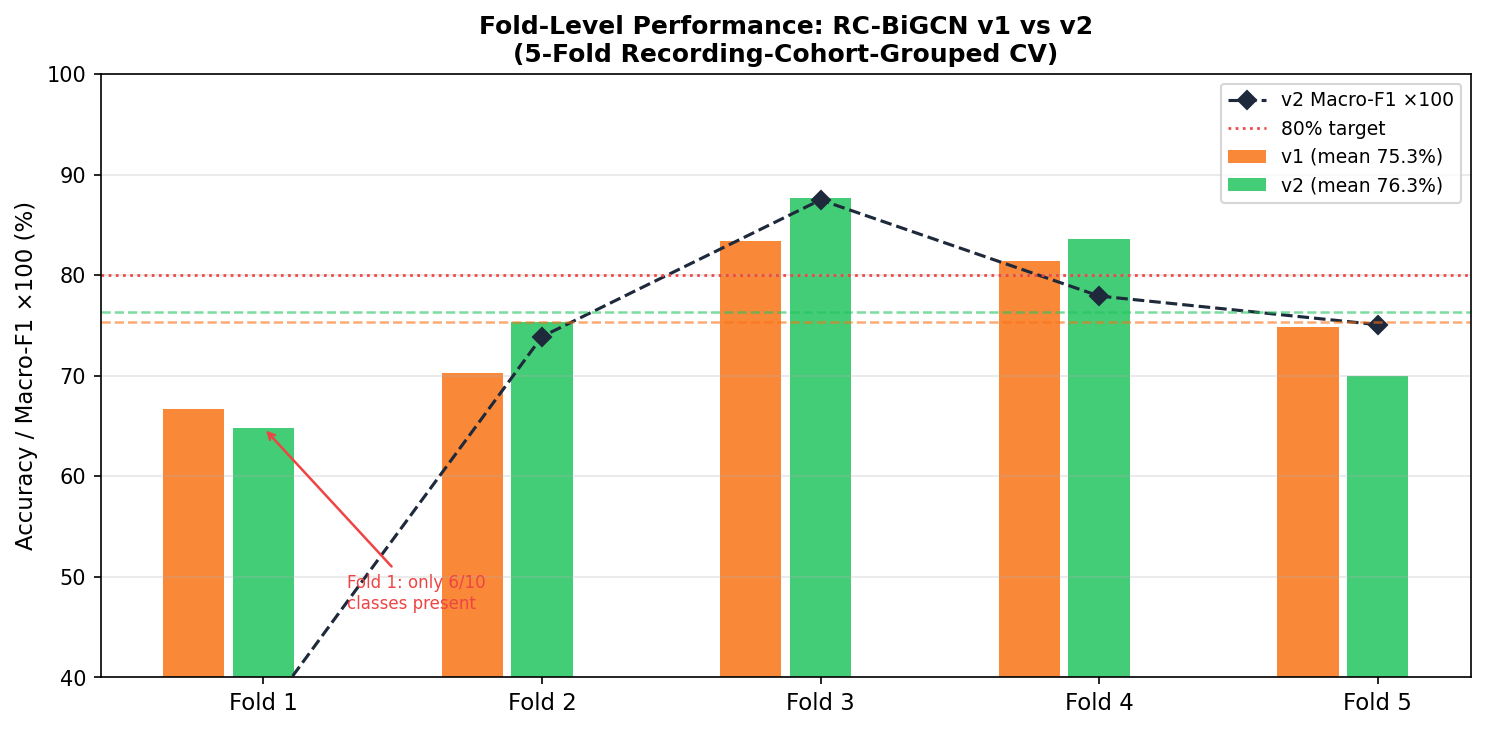 Fold-Level Performance: RC-BiGCN v1 vs v2
(5-Fold Recording-Cohort-Grouped CV)
Accuracy / Macro-F1 ×100 (%)
100
90
80
70
60
50
40
v2 Macro-F1 ×100
80% target
v1 (mean 75.3%)
v2 (mean 76.3%)
Fold 1: only 6/10
classes present
Fold 1
Fold 2
Fold 3
Fold 4
Fold 5